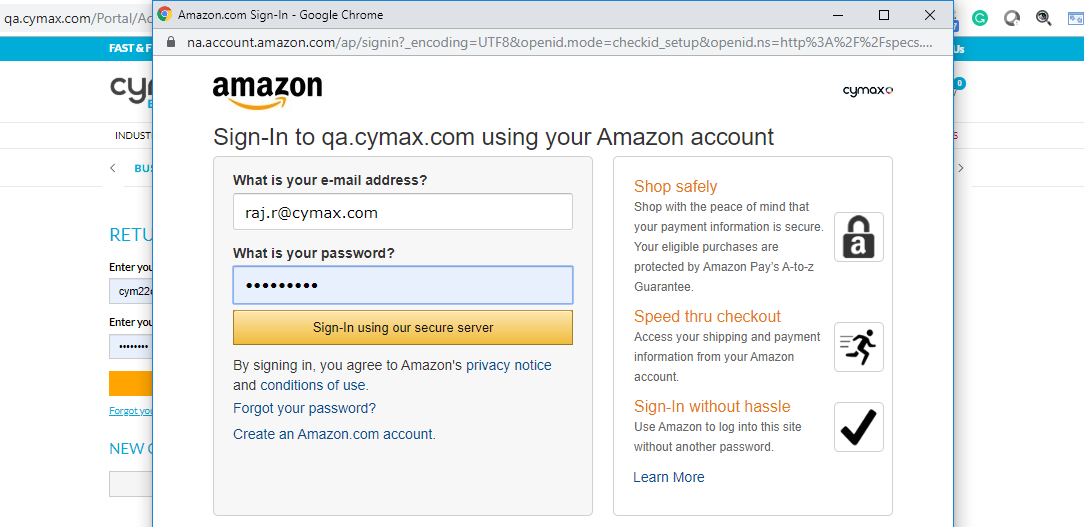 qa.cymax.com/Portal/Ac
Amazon.com Sign-In - Google Chrome
na.account.amazon.com/ap/signin?_encoding=UTF8&openid.mode=checkid_setup&openid.ns=http%3A%2F%2Fspecs....
FAST & F
Us
cym
0
INDUST
BUS
amazon
cymax
Sign-In to qa.cymax.com using your Amazon account
RETU
Enter you
cym22
Enter you
••••••••
Forgot you
NEW C
What is your e-mail address?
raj.r@cymax.com
What is your password?
•••••••••
Sign-In using our secure server
By signing in, you agree to Amazon's privacy notice
and conditions of use.
Forgot your password?
Create an Amazon.com account.
Shop safely
Shop with the peace of mind that
your payment information is secure.
Your eligible purchases are
protected by Amazon Pay's A-to-z
Guarantee.
Speed thru checkout
Access your shipping and payment
information from your Amazon
account.
Sign-In without hassle
Use Amazon to log into this site
without another password.
Learn More